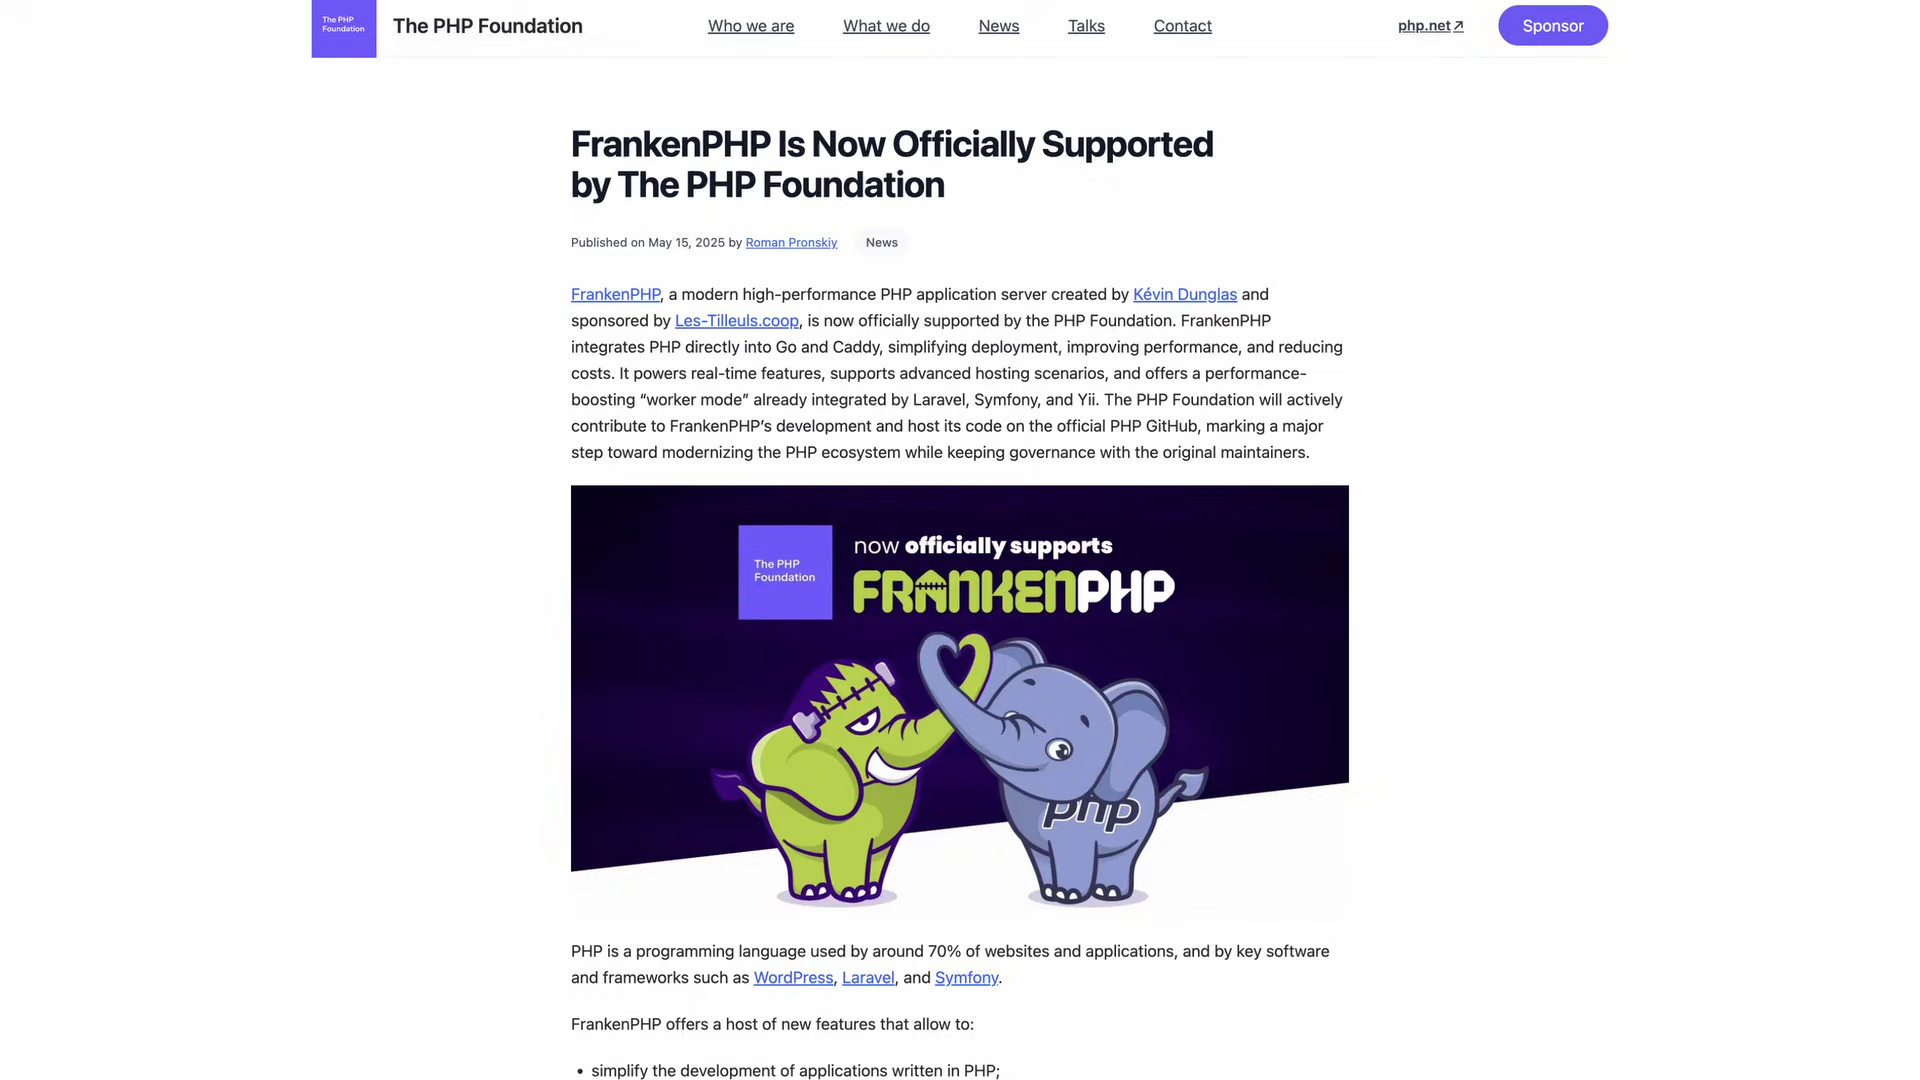 The PHP
Foundation
The PHP Foundation
Who we are
What we do
News
Talks
Contact
php.net↗
Sponsor
FrankenPHP Is Now Officially Supported
by The PHP Foundation
Published on May 15, 2025 by Roman Pronskiy
News
FrankenPHP, a modern high-performance PHP application server created by Kévin Dunglas and
sponsored by Les-Tilleuls.coop, is now officially supported by the PHP Foundation. FrankenPHP
integrates PHP directly into Go and Caddy, simplifying deployment, improving performance, and reducing
costs. It powers real-time features, supports advanced hosting scenarios, and offers a performance-
boosting “worker mode” already integrated by Laravel, Symfony, and Yii. The PHP Foundation will actively
contribute to FrankenPHP’s development and host its code on the official PHP GitHub, marking a major
step toward modernizing the PHP ecosystem while keeping governance with the original maintainers.
The PHP
Foundation
now officially supports
FRANKENPHP
php
PHP is a programming language used by around 70% of websites and applications, and by key software
and frameworks such as WordPress, Laravel, and Symfony.
FrankenPHP offers a host of new features that allow to:
• simplify the development of applications written in PHP;